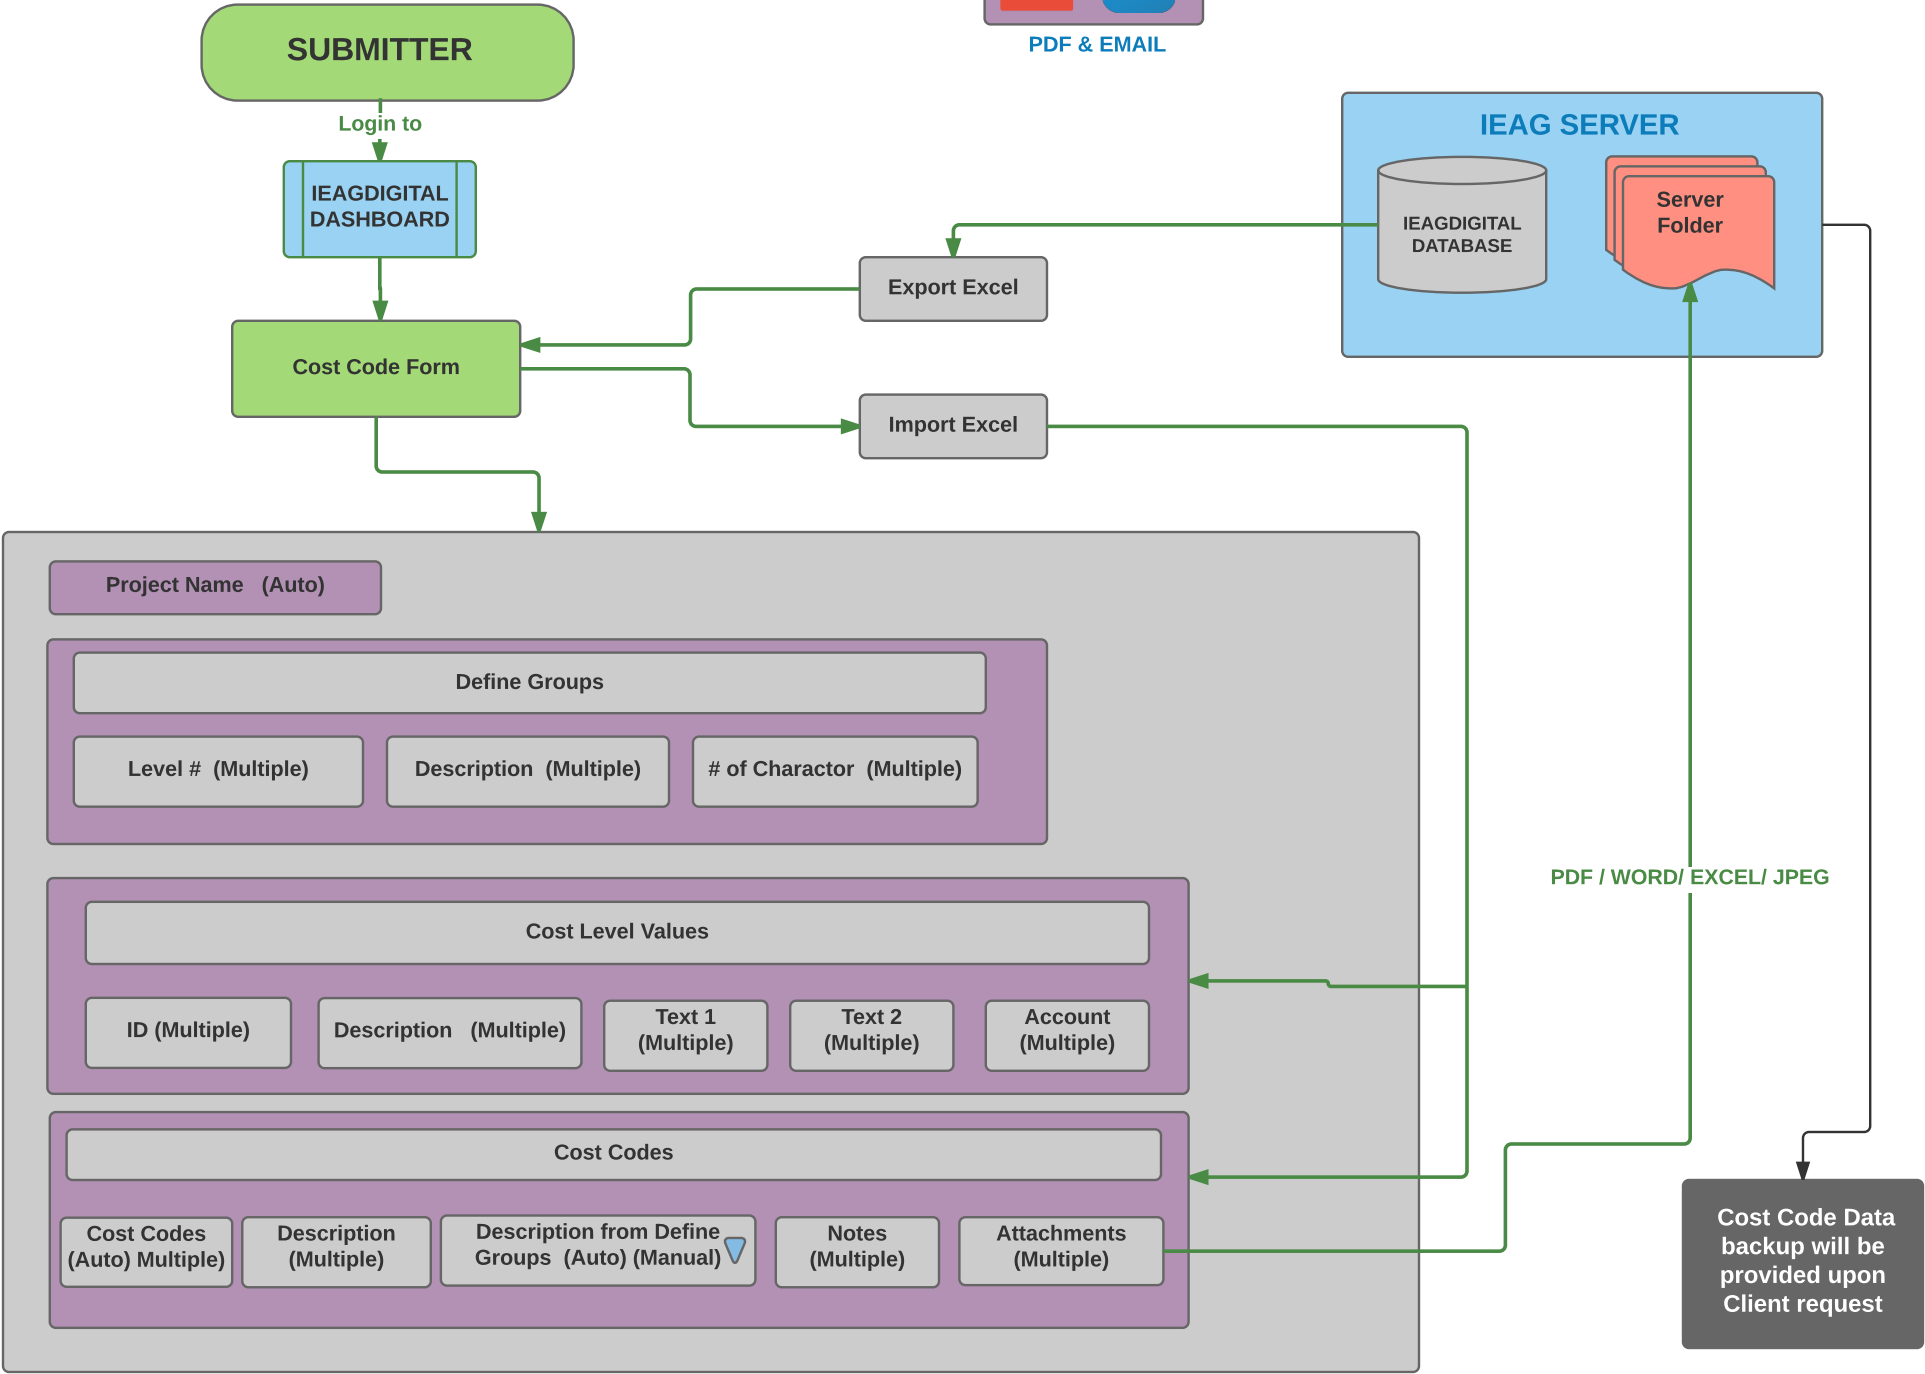 SUBMITTER
PDF & EMAIL
Login to
IEAG SERVER
IEAGDIGITAL
DASHBOARD
IEAGDIGITAL
DATABASE
Server
Folder
Export Excel
Cost Code Form
Import Excel
Project Name (Auto)
Define Groups
Level # (Multiple)
Description (Multiple)
# of Charactor (Multiple)
PDF / WORD/ EXCEL/ JPEG
Cost Level Values
ID (Multiple)
Description (Multiple)
Text 1
(Multiple)
Text 2
(Multiple)
Account
(Multiple)
Cost Codes
Cost Codes
(Auto) Multiple)
Description
(Multiple)
Description from Define
Groups (Auto) (Manual)
Notes
(Multiple)
Attachments
(Multiple)
Cost Code Data
backup will be
provided upon
Client request